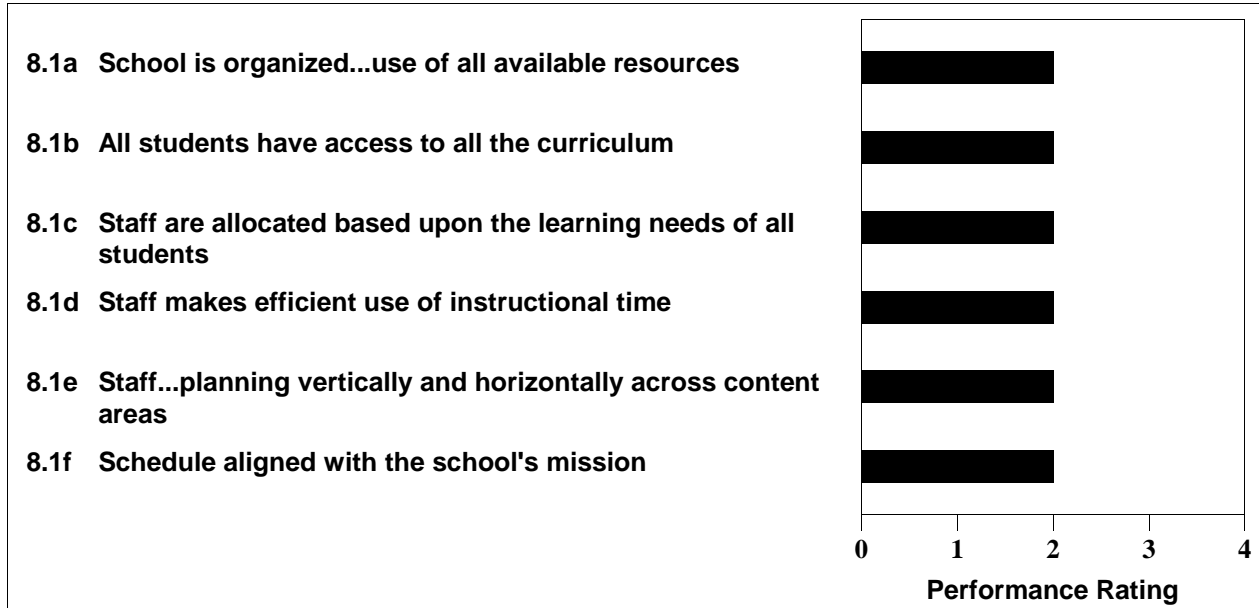 8.1a School is organized...use of all available resources
8.1b All students have access to all the curriculum
8.1c Staff are allocated based upon the learning needs of all
students
8.1d Staff makes efficient use of instructional time
8.1e Staff...planning vertically and horizontally across content
areas
8.1f Schedule aligned with the school's mission
0 1 2 3 4
Performance Rating